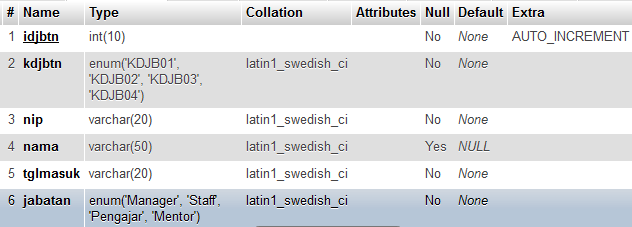 # Name Type Collation Attributes Null Default Extra
1 idjbtn int(10) No None AUTO_INCREMENT
2 kdjbtn enum('KDJB01', latin1_swedish_ci No None
'KDJB02', 'KDJB03',
'KDJB04')
3 nip varchar(20) latin1_swedish_ci No None
4 nama varchar(50) latin1_swedish_ci Yes NULL
5 tglmasuk varchar(20) latin1_swedish_ci No None
6 jabatan enum('Manager', 'Staff', latin1_swedish_ci No None
'Pengajar', 'Mentor')